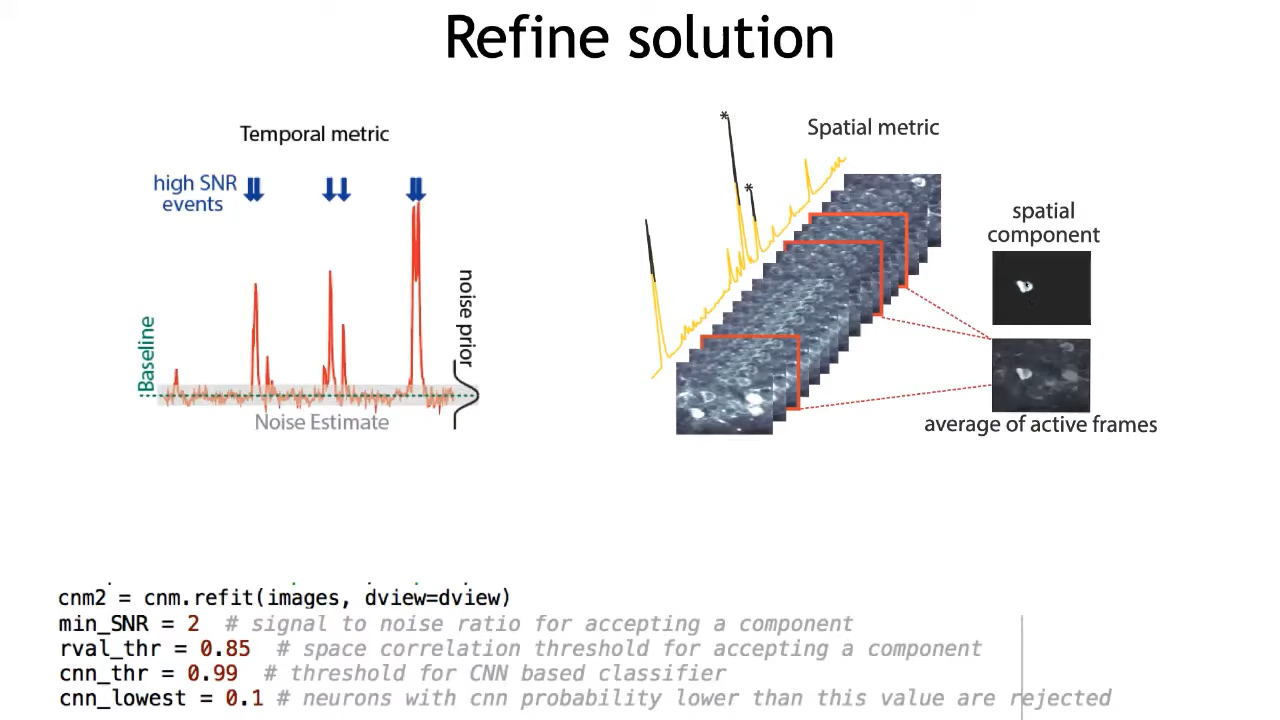 Refine solution
Temporal metric
high SNR
events
Baseline
Noise Estimate
noise prior
Spatial metric
*
*
spatial
component
average of active frames
cnm2 = cnm.refit(images, dview=dview)
min_SNR = 2  # signal to noise ratio for accepting a component
rval_thr = 0.85  # space correlation threshold for accepting a component
cnn_thr = 0.99  # threshold for CNN based classifier
cnn_lowest = 0.1 # neurons with cnn probability lower than this value are rejected